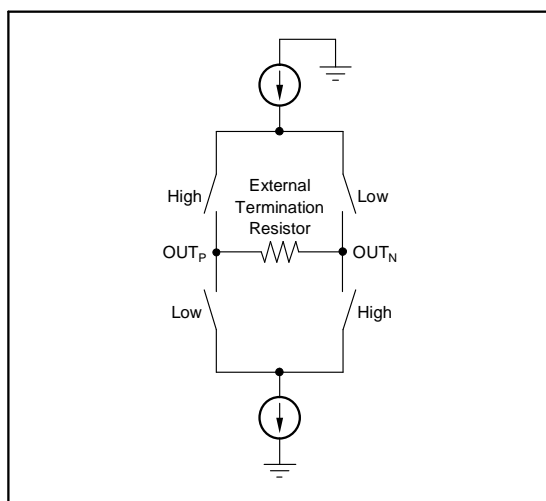 High
External
Termination
Resistor
Low
OUTP
OUTN
Low
High